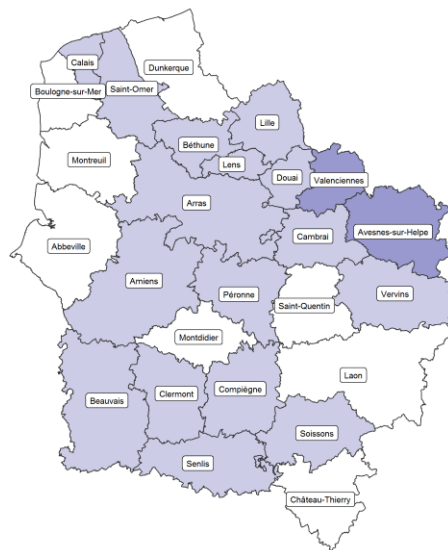 Calais
Dunkerque
Boulogne-sur-Mer
Saint-Omer
Lille
Béthune
Montreuil
Lens
Douai
Valenciennes
Arras
Cambrai
Avesnes-sur-Helpe
Abbeville
Amiens
Péronne
Saint-Quentin
Vervins
Montdidier
Laon
Beauvais
Clermont
Compiègne
Soissons
Senlis
Château-Thierry